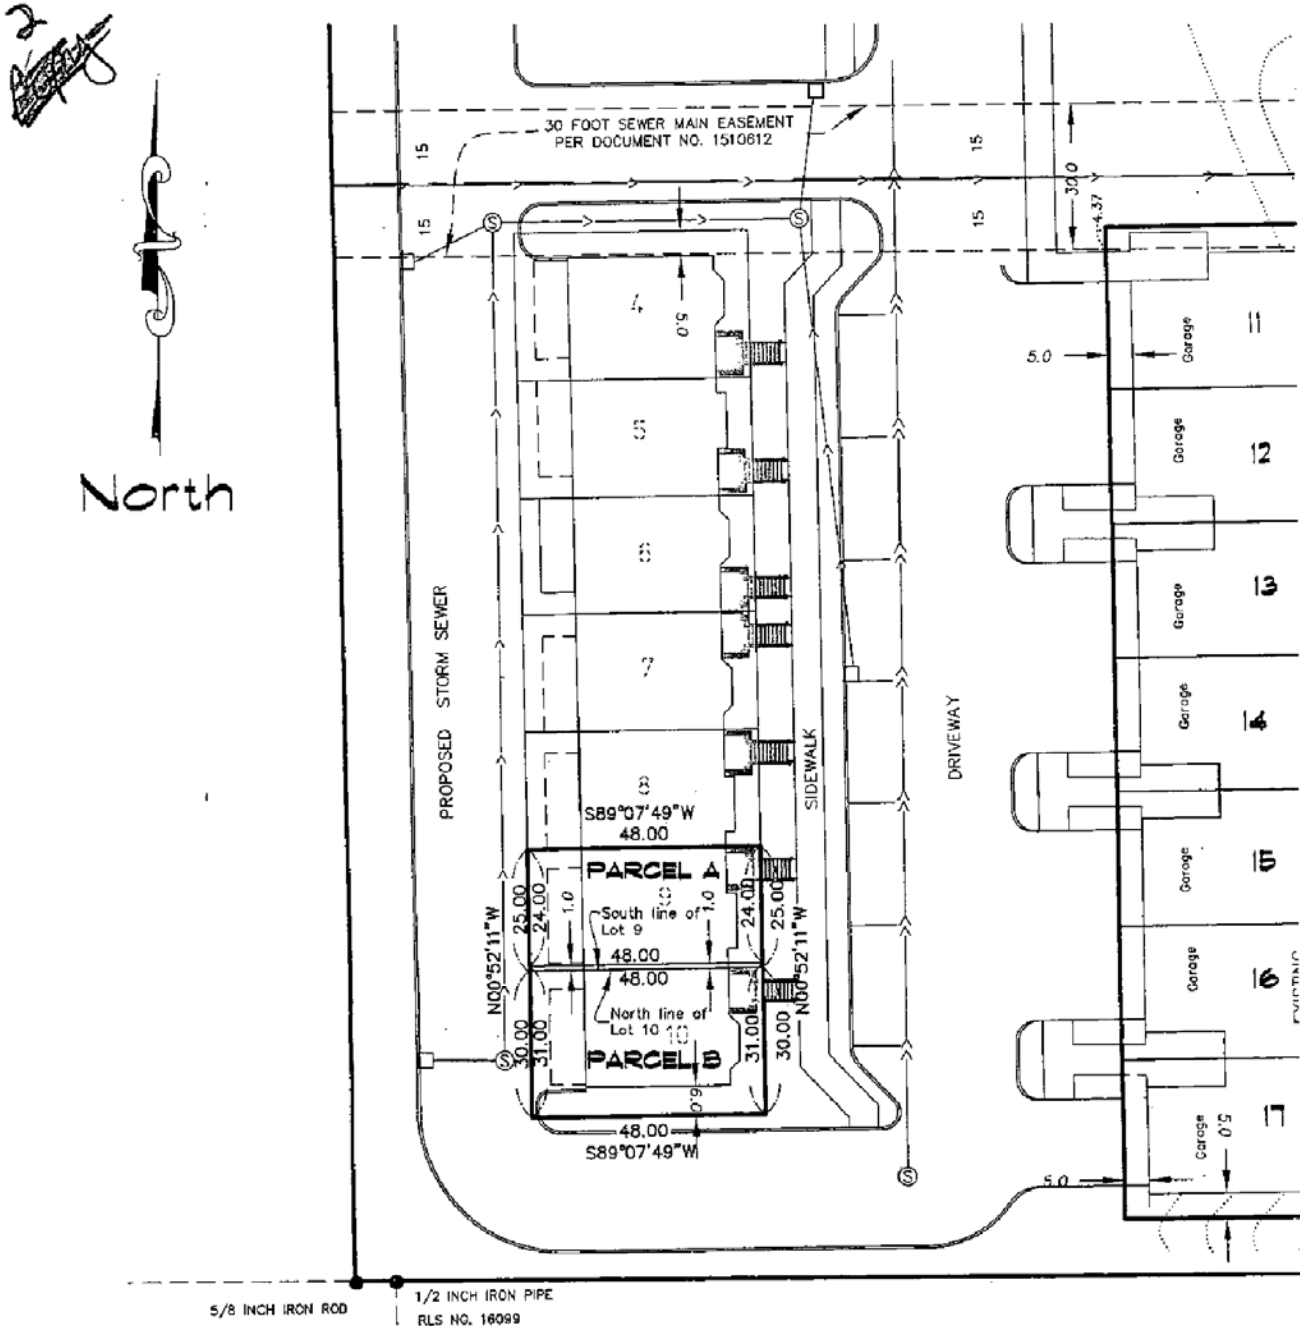 2
30 FOOT SEWER MAIN EASEMENT
PER DOCUMENT NO. 1510612
15
15
15
15
30.0
4.37
North
4
5.0
5
6
7
8
PROPOSED STORM SEWER
SIDEWALK
DRIVEWAY
5.0
Garage
11
Garage
12
Garage
13
Garage
14
Garage
15
Garage
16
EXISTING
Garage
17
5.0
5.0
S89°07'49"W
48.00
PARCEL A
9
25.00
24.00
1.0
South line of
Lot 9
1.0
24.00
25.00
N00°52'11"W
N00°52'11"W
48.00
48.00
North line of
Lot 10
10
30.00
31.00
31.00
30.00
PARCEL B
6.0
48.00
S89°07'49"W
5/8 INCH IRON ROD
1/2 INCH IRON PIPE
RLS NO. 16099